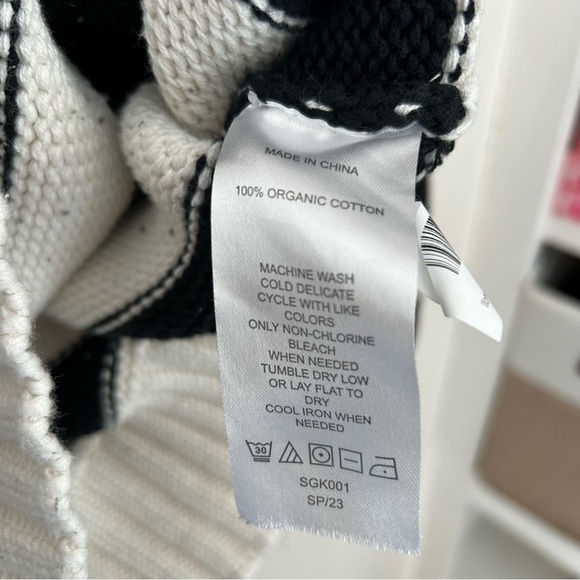 MADE IN CHINA
100% ORGANIC COTTON
MACHINE WASH
COLD DELICATE
CYCLE WITH LIKE
COLORS
ONLY NON-CHLORINE
BLEACH
WHEN NEEDED
TUMBLE DRY LOW
OR LAY FLAT TO
DRY
COOL IRON WHEN
NEEDED
30
SGK001
SP/23